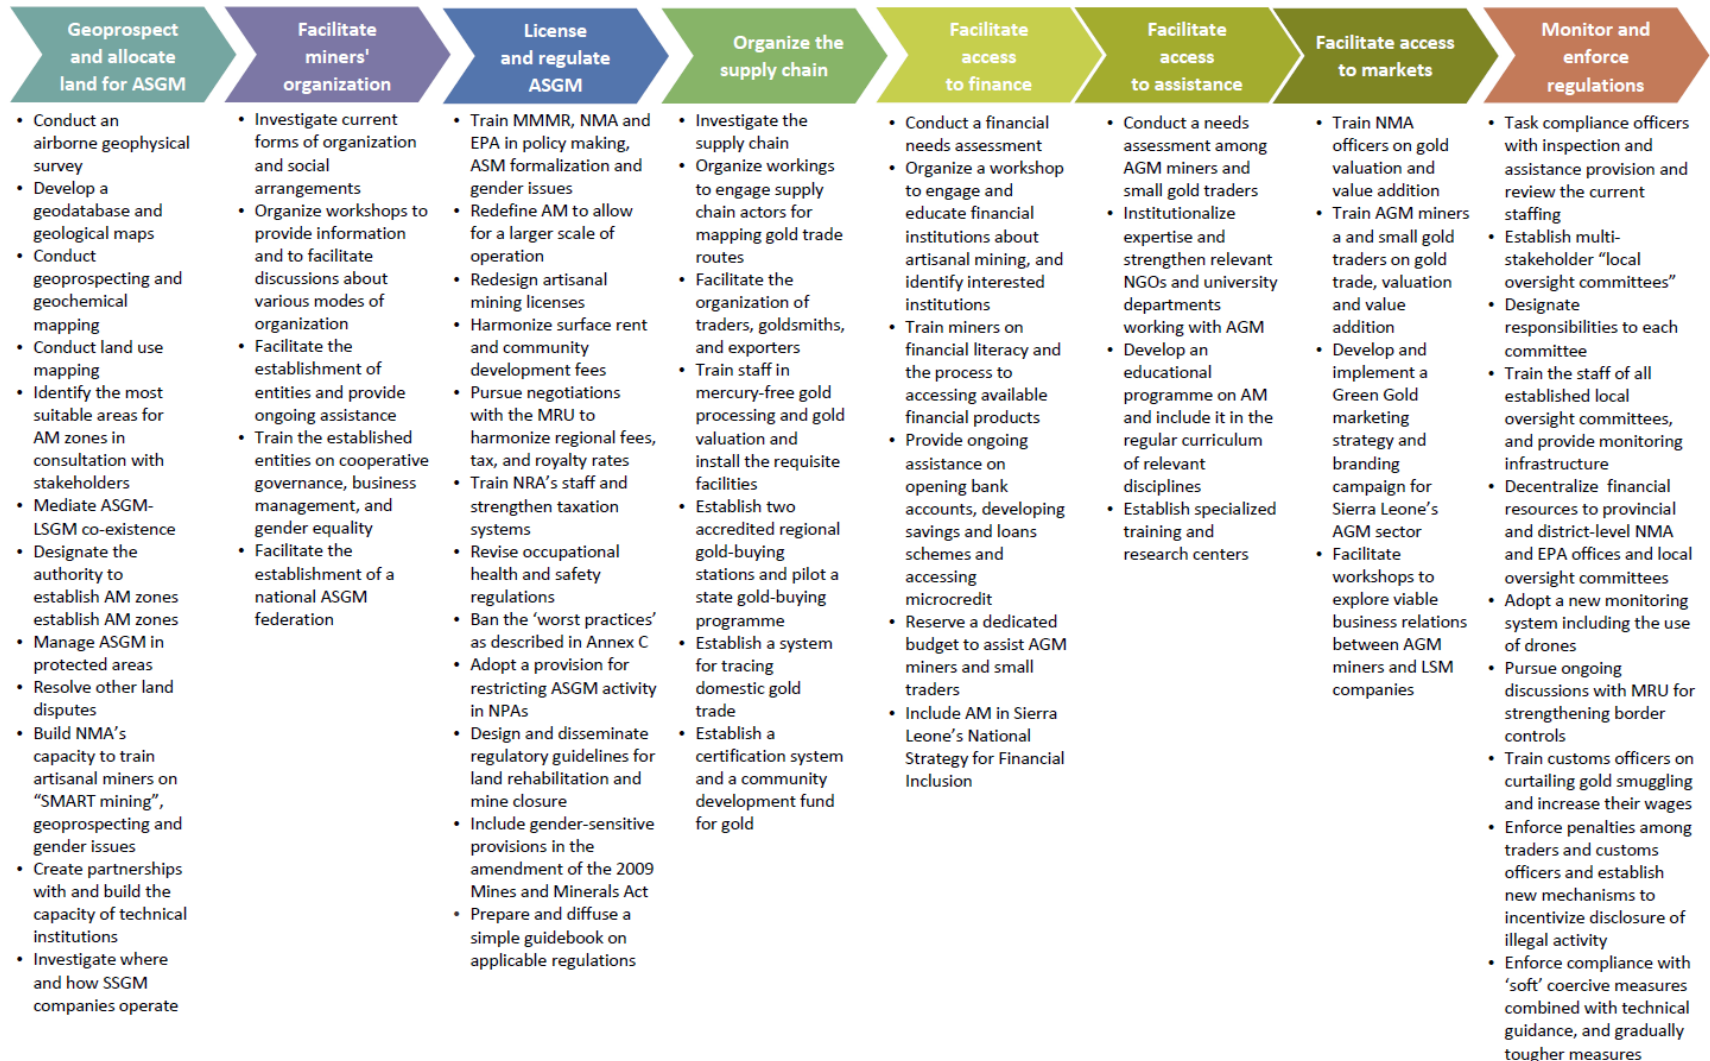 Geoprospect
and allocate
land for ASGM
Facilitate
miners'
organization
License
and regulate
ASGM
Organize the
supply chain
Facilitate
access
to finance
Facilitate
access
to assistance
Facilitate access
to markets
Monitor and
enforce
regulations
• Conduct an
airborne geophysical
survey
• Develop a
geodatabase and
geological maps
• Conduct
geoprospecting and
geochemical
mapping
• Conduct land use
mapping
• Identify the most
suitable areas for
AM zones in
consultation with
stakeholders
• Mediate ASGM-
LSGM co-existence
• Designate the
authority to
establish AM zones
establish AM zones
• Manage ASGM in
protected areas
• Resolve other land
disputes
• Build NMA's
capacity to train
artisanal miners on
"SMART mining",
geoprospecting and
gender issues
• Create partnerships
with and build the
capacity of technical
institutions
• Investigate where
and how SSGM
companies operate
• Investigate current
forms of organization
and social
arrangements
• Organize workshops to
provide information
and to facilitate
discussions about
various modes of
organization
• Facilitate the
establishment of
entities and provide
ongoing assistance
• Train the established
entities on cooperative
governance, business
management, and
gender equality
• Facilitate the
establishment of a
national ASGM
federation
• Train MMMR, NMA and
EPA in policy making,
ASM formalization and
gender issues
• Redefine AM to allow
for a larger scale of
operation
• Redesign artisanal
mining licenses
• Harmonize surface rent
and community
development fees
• Pursue negotiations
with the MRU to
harmonize regional fees,
tax, and royalty rates
• Train NRA's staff and
strengthen taxation
systems
• Revise occupational
health and safety
regulations
• Ban the 'worst practices'
as described in Annex C
• Adopt a provision for
restricting ASGM activity
in NPAs
• Design and disseminate
regulatory guidelines for
land rehabilitation and
mine closure
• Include gender-sensitive
provisions in the
amendment of the 2009
Mines and Minerals Act
• Prepare and diffuse a
simple guidebook on
applicable regulations
• Investigate the
supply chain
• Organize workings
to engage supply
chain actors for
mapping gold trade
routes
• Facilitate the
organization of
traders, goldsmiths,
and exporters
• Train staff in
mercury-free gold
processing and gold
valuation and
install the requisite
facilities
• Establish two
accredited regional
gold-buying
stations and pilot a
state gold-buying
programme
• Establish a system
for tracing
domestic gold
trade
• Establish a
certification system
and a community
development fund
for gold
• Conduct a financial
needs assessment
• Organize a workshop
to engage and
educate financial
institutions about
artisanal mining, and
identify interested
institutions
• Train miners on
financial literacy and
the process to
accessing available
financial products
• Provide ongoing
assistance on
opening bank
accounts, developing
savings and loans
schemes and
accessing
microcredit
• Reserve a dedicated
budget to assist AGM
miners and small
traders
• Include AM in Sierra
Leone's National
Strategy for Financial
Inclusion
• Conduct a needs
assessment among
AGM miners and
small gold traders
• Institutionalize
expertise and
strengthen relevant
NGOs and university
departments
working with AGM
• Develop an
educational
programme on AM
and include it in the
regular curriculum
of relevant
disciplines
• Establish specialized
training and
research centers
• Train NMA
officers on gold
valuation and
value addition
• Train AGM miners
a and small gold
traders on gold
trade, valuation
and value
addition
• Develop and
implement a
Green Gold
marketing
strategy and
branding
campaign for
Sierra Leone's
AGM sector
• Facilitate
workshops to
explore viable
business relations
between AGM
miners and LSM
companies
• Task compliance officers
with inspection and
assistance provision and
review the current
staffing
• Establish multi-
stakeholder "local
oversight committees"
• Designate
responsibilities to each
committee
• Train the staff of all
established local
oversight committees,
and provide monitoring
infrastructure
• Decentralize financial
resources to provincial
and district-level NMA
and EPA offices and local
oversight committees
• Adopt a new monitoring
system including the use
of drones
• Pursue ongoing
discussions with MRU for
strengthening border
controls
• Train customs officers on
curtailing gold smuggling
and increase their wages
• Enforce penalties among
traders and customs
officers and establish
new mechanisms to
incentivize disclosure of
illegal activity
• Enforce compliance with
'soft' coercive measures
combined with technical
guidance, and gradually
tougher measures